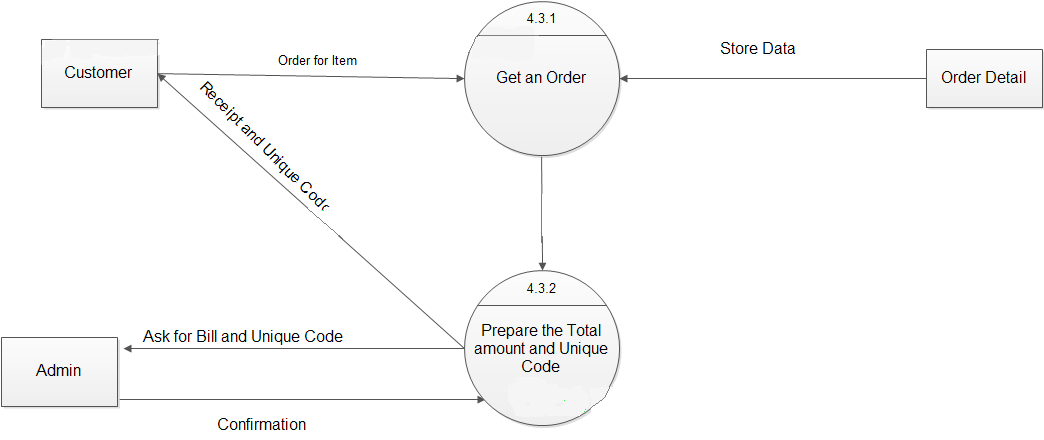 4.3.1
Customer
Order for Item
Get an Order
Store Data
Order Detail
Receipt and Unique Code
4.3.2
Prepare the Total
amount and Unique
Code
Ask for Bill and Unique Code
Admin
Confirmation